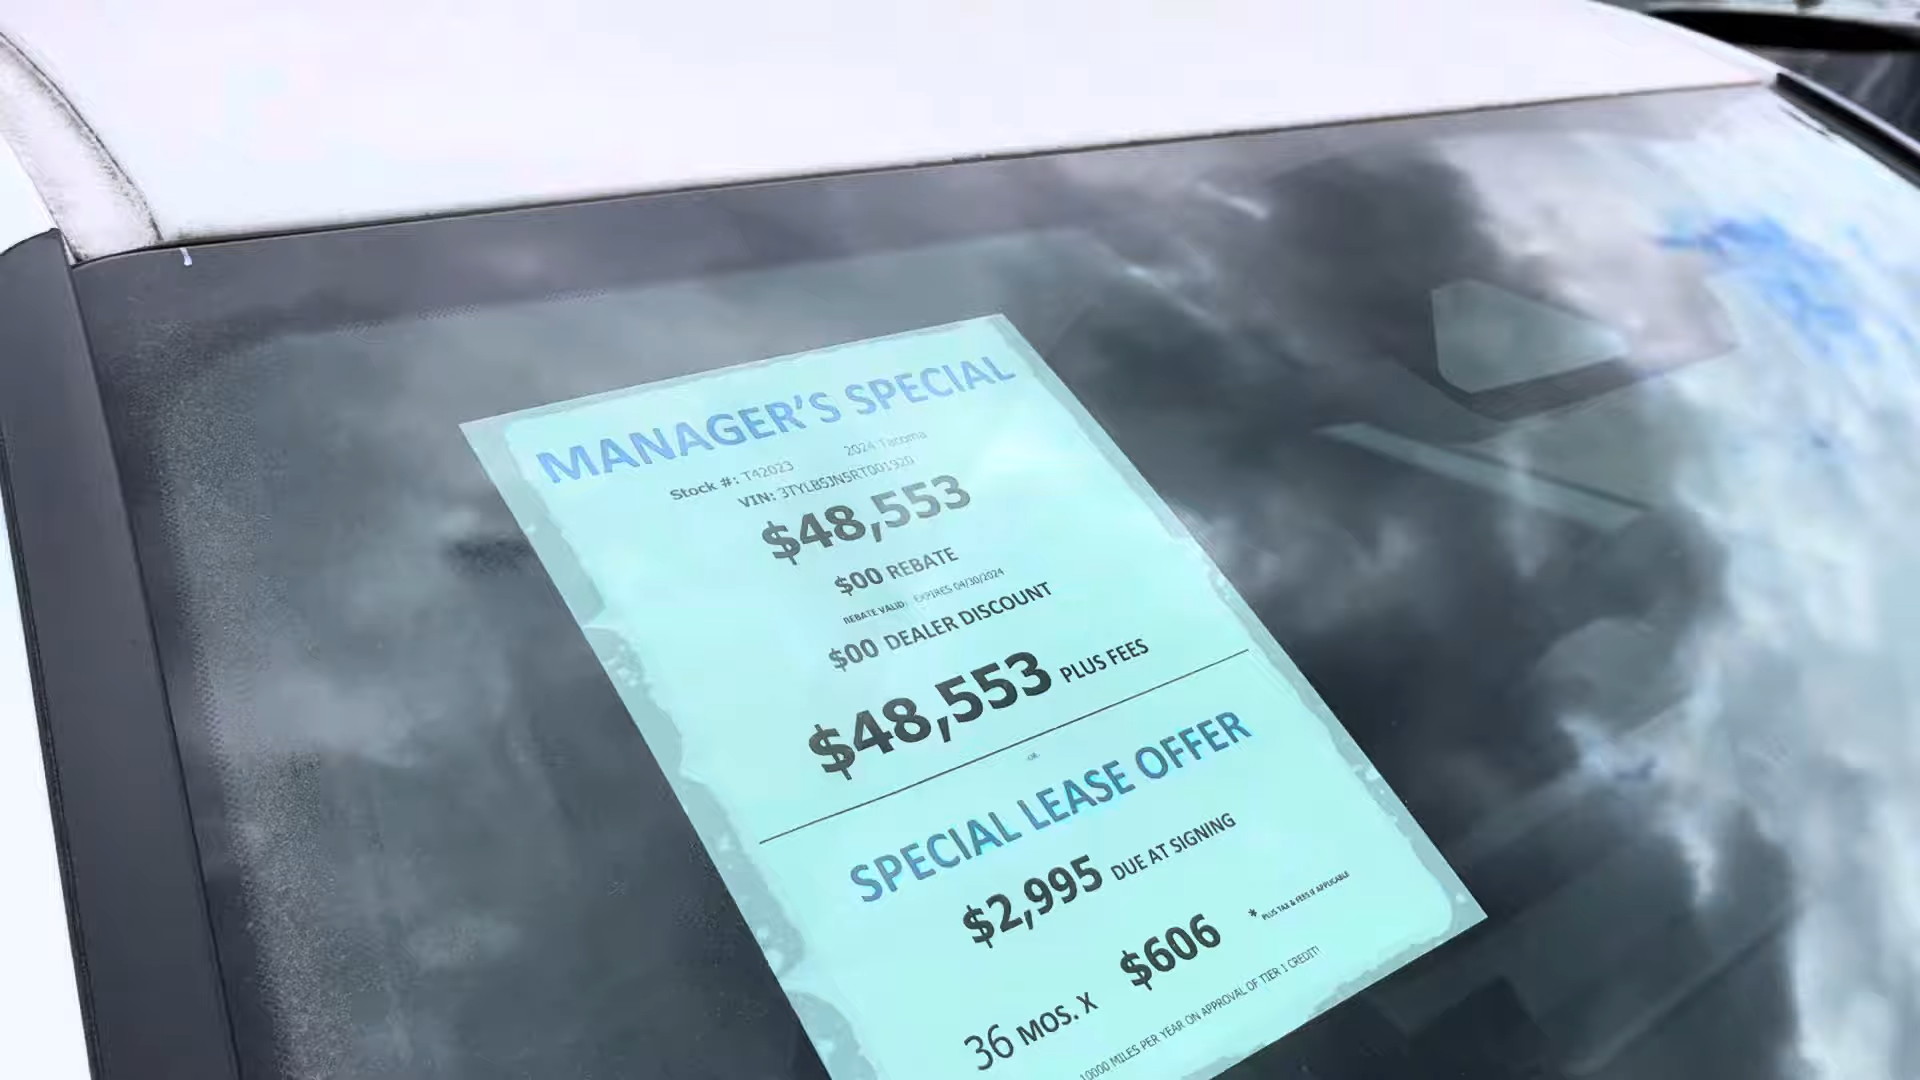 MANAGER'S SPECIAL
Stock #: T42023 2024 Tacoma
VIN: 3TYLB5JN5RT001920
$48,553
$00 REBATE
REBATE VALID: EXPIRES 04/30/2024
$00 DEALER DISCOUNT
$48,553 PLUS FEES
-OR-
SPECIAL LEASE OFFER
$2,995 DUE AT SIGNING
36 MOS. X $606 * PLUS TAX & FEES IF APPLICABLE
10000 MILES PER YEAR ON APPROVAL OF TIER 1 CREDIT!